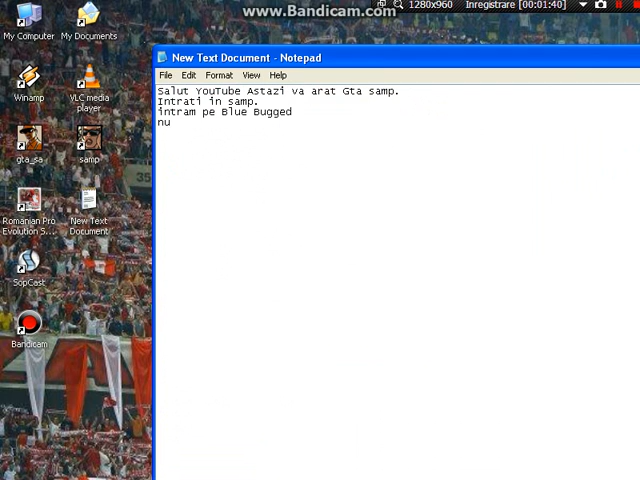 www.Bandicam.com
1280x960 Inregistrare [00:01:40]
My Computer
My Documents
New Text Document - Notepad
File Edit Format View Help
Salut YouTube Astazi va arat Gta samp.
Intrati in samp.
intram pe Blue Bugged
nu
Winamp
VLC media player
gta_sa
samp
35
Romanian Pro Evolution S...
New Text Document
SopCast
Bandicam